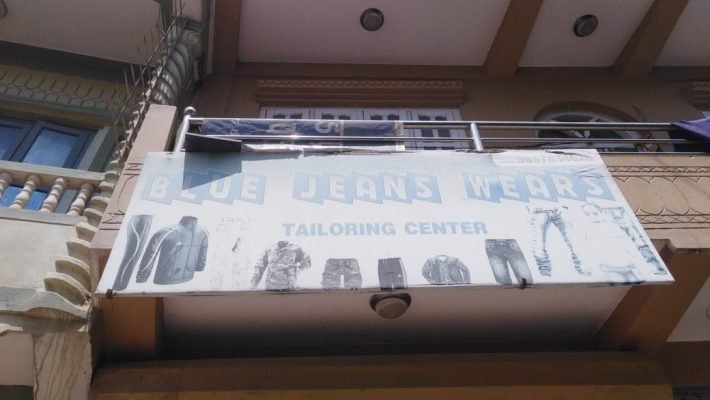 BLUE JEANS WEARS
TAILORING CENTER